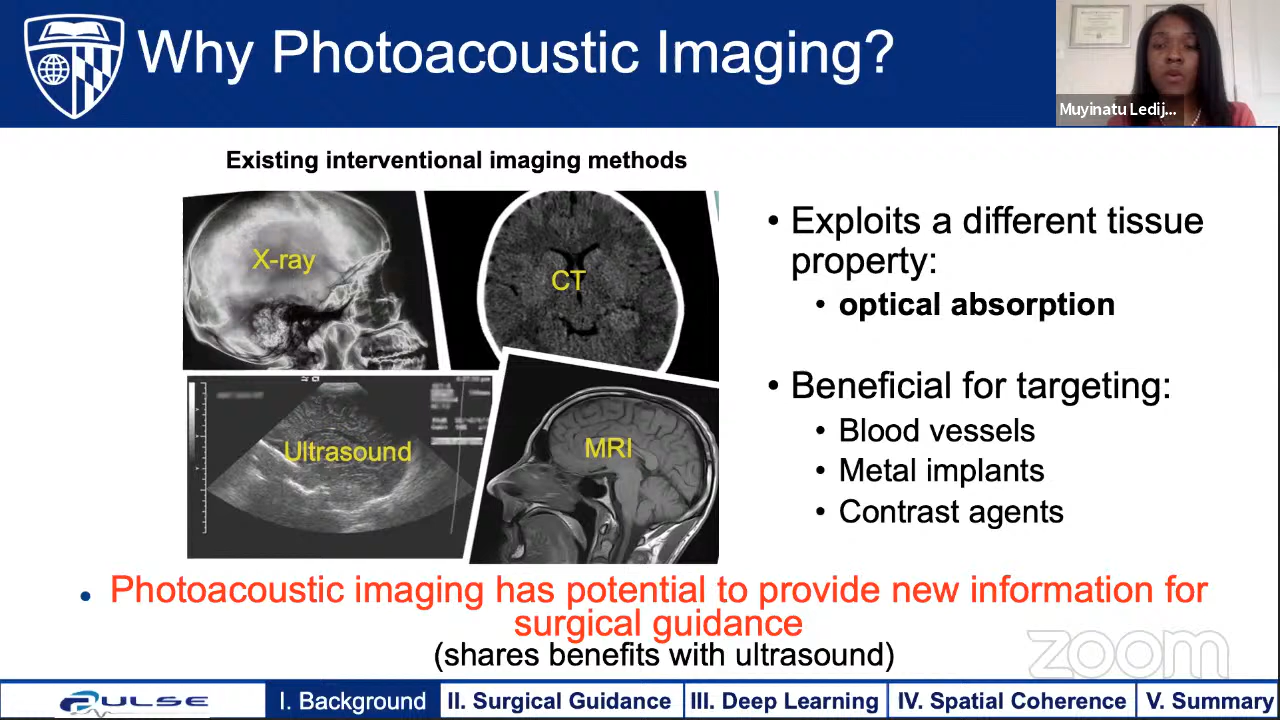 Why Photoacoustic Imaging?
Muyinatu Ledij...
Existing interventional imaging methods
X-ray
CT
Ultrasound
MRI
• Exploits a different tissue
property:
• optical absorption
• Beneficial for targeting:
• Blood vessels
• Metal implants
• Contrast agents
• Photoacoustic imaging has potential to provide new information for
surgical guidance
(shares benefits with ultrasound)
zoom
PULSE
I. Background
II. Surgical Guidance
III. Deep Learning
IV. Spatial Coherence
V. Summary